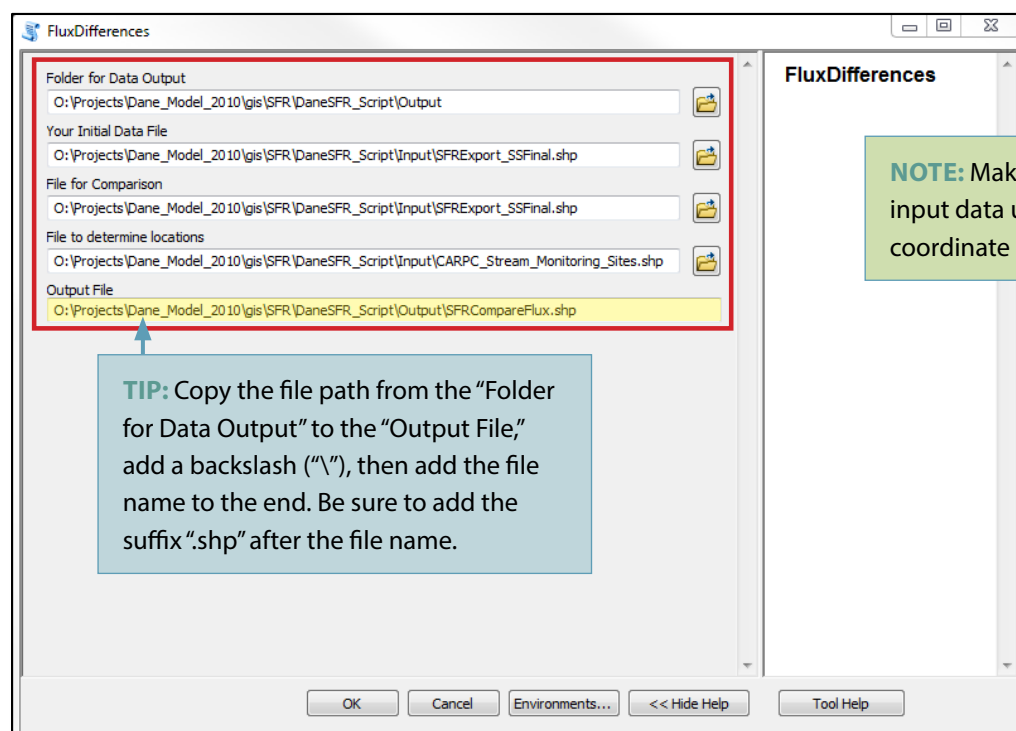 FluxDifferences
Folder for Data Output
O:\Projects\Dane_Model_2010\gis\SFR\DaneSFR_Script\Output
Your Initial Data File
O:\Projects\Dane_Model_2010\gis\SFR\DaneSFR_Script\Input\SFRExport_SSFinal.shp
File for Comparison
O:\Projects\Dane_Model_2010\gis\SFR\DaneSFR_Script\Input\SFRExport_SSFinal.shp
File to determine locations
O:\Projects\Dane_Model_2010\gis\SFR\DaneSFR_Script\Input\CARPC_Stream_Monitoring_Sites.shp
Output File
O:\Projects\Dane_Model_2010\gis\SFR\DaneSFR_Script\Output\SFRCompareFlux.shp
TIP: Copy the file path from the “Folder
for Data Output” to the “Output File,”
add a backslash (“\”), then add the file
name to the end. Be sure to add the
suffix “.shp” after the file name.
FluxDifferences
NOTE: Mak
input data u
coordinate
OK
Cancel
Environments...
<< Hide Help
Tool Help